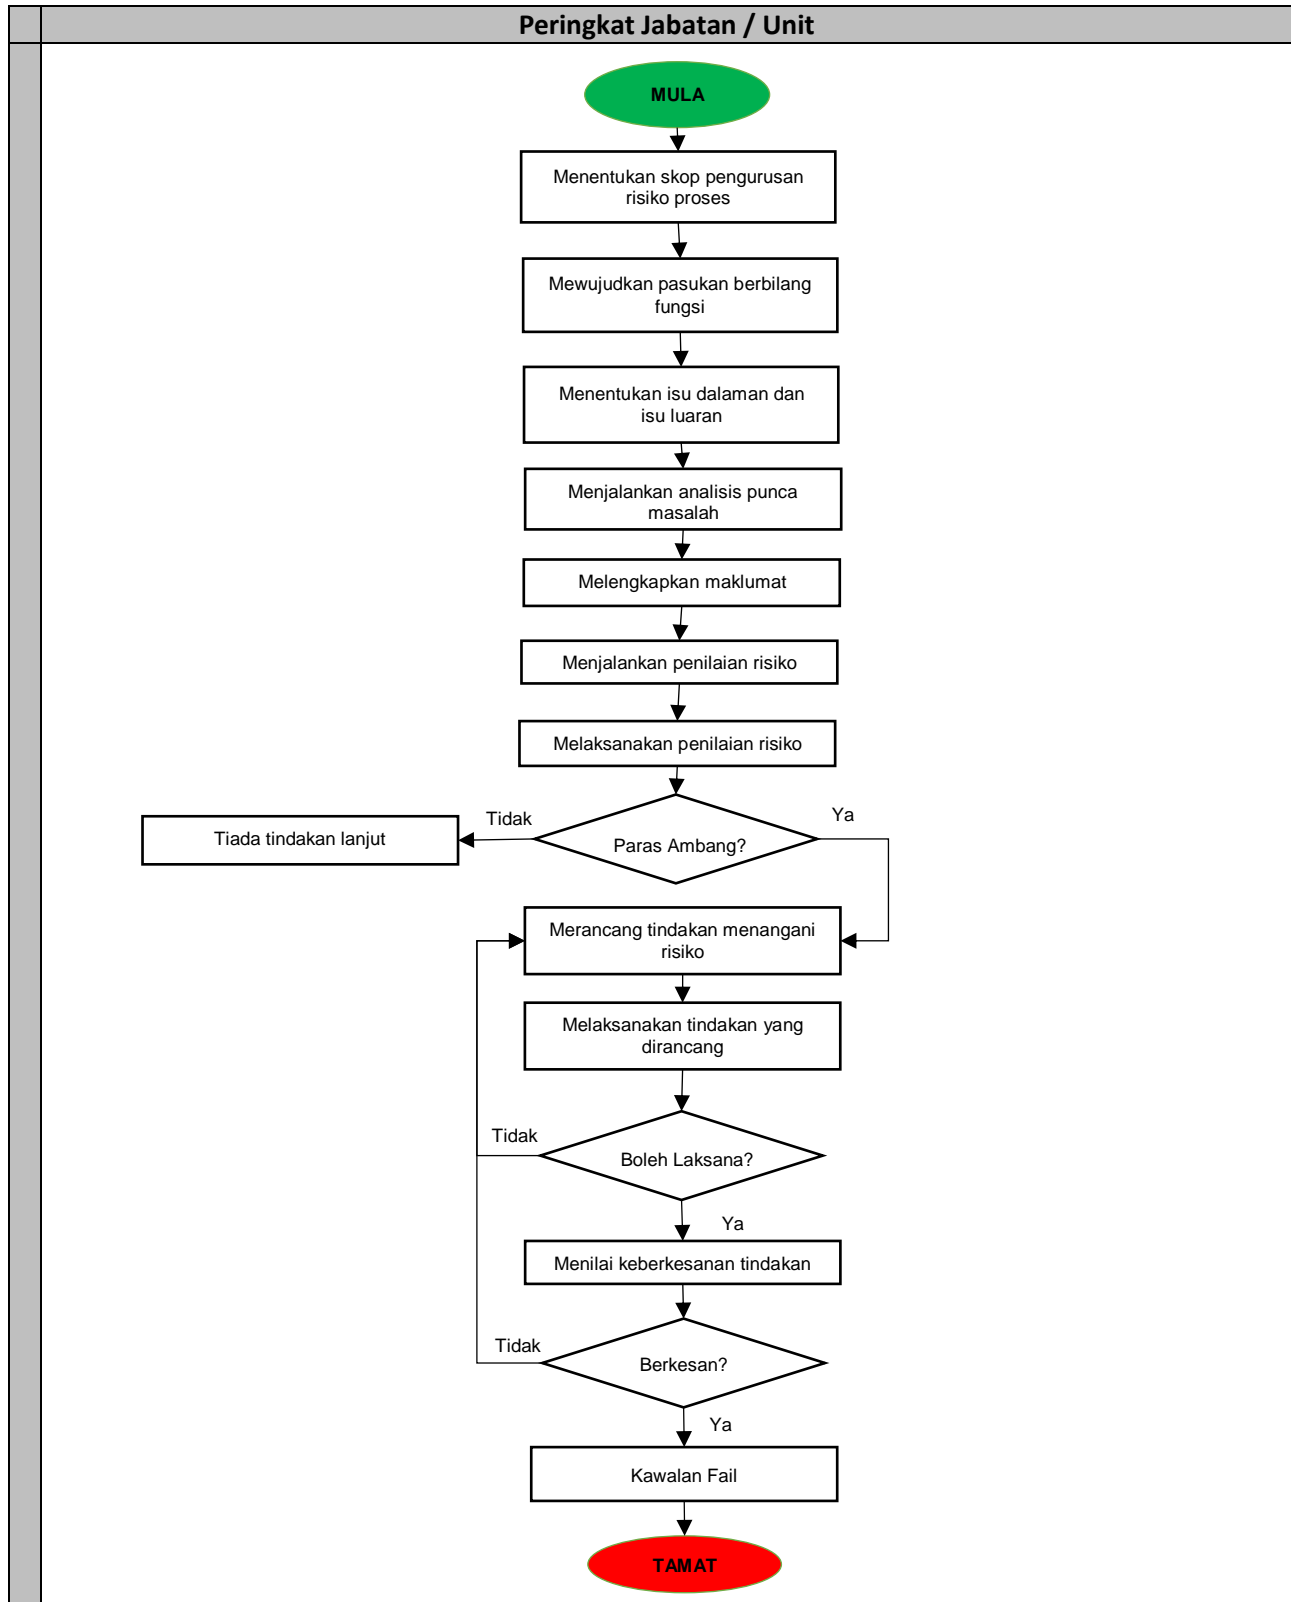 Peringkat Jabatan / Unit
MULA
Menentukan skop pengurusan
risiko proses
Mewujudkan pasukan berbilang
fungsi
Menentukan isu dalaman dan
isu luaran
Menjalankan analisis punca
masalah
Melengkapkan maklumat
Menjalankan penilaian risiko
Melaksanakan penilaian risiko
Tidak
Ya
Tiada tindakan lanjut
Paras Ambang?
Merancang tindakan menangani
risiko
Melaksanakan tindakan yang
dirancang
Tidak
Boleh Laksana?
Ya
Menilai keberkesanan tindakan
Tidak
Berkesan?
Ya
Kawalan Fail
TAMAT